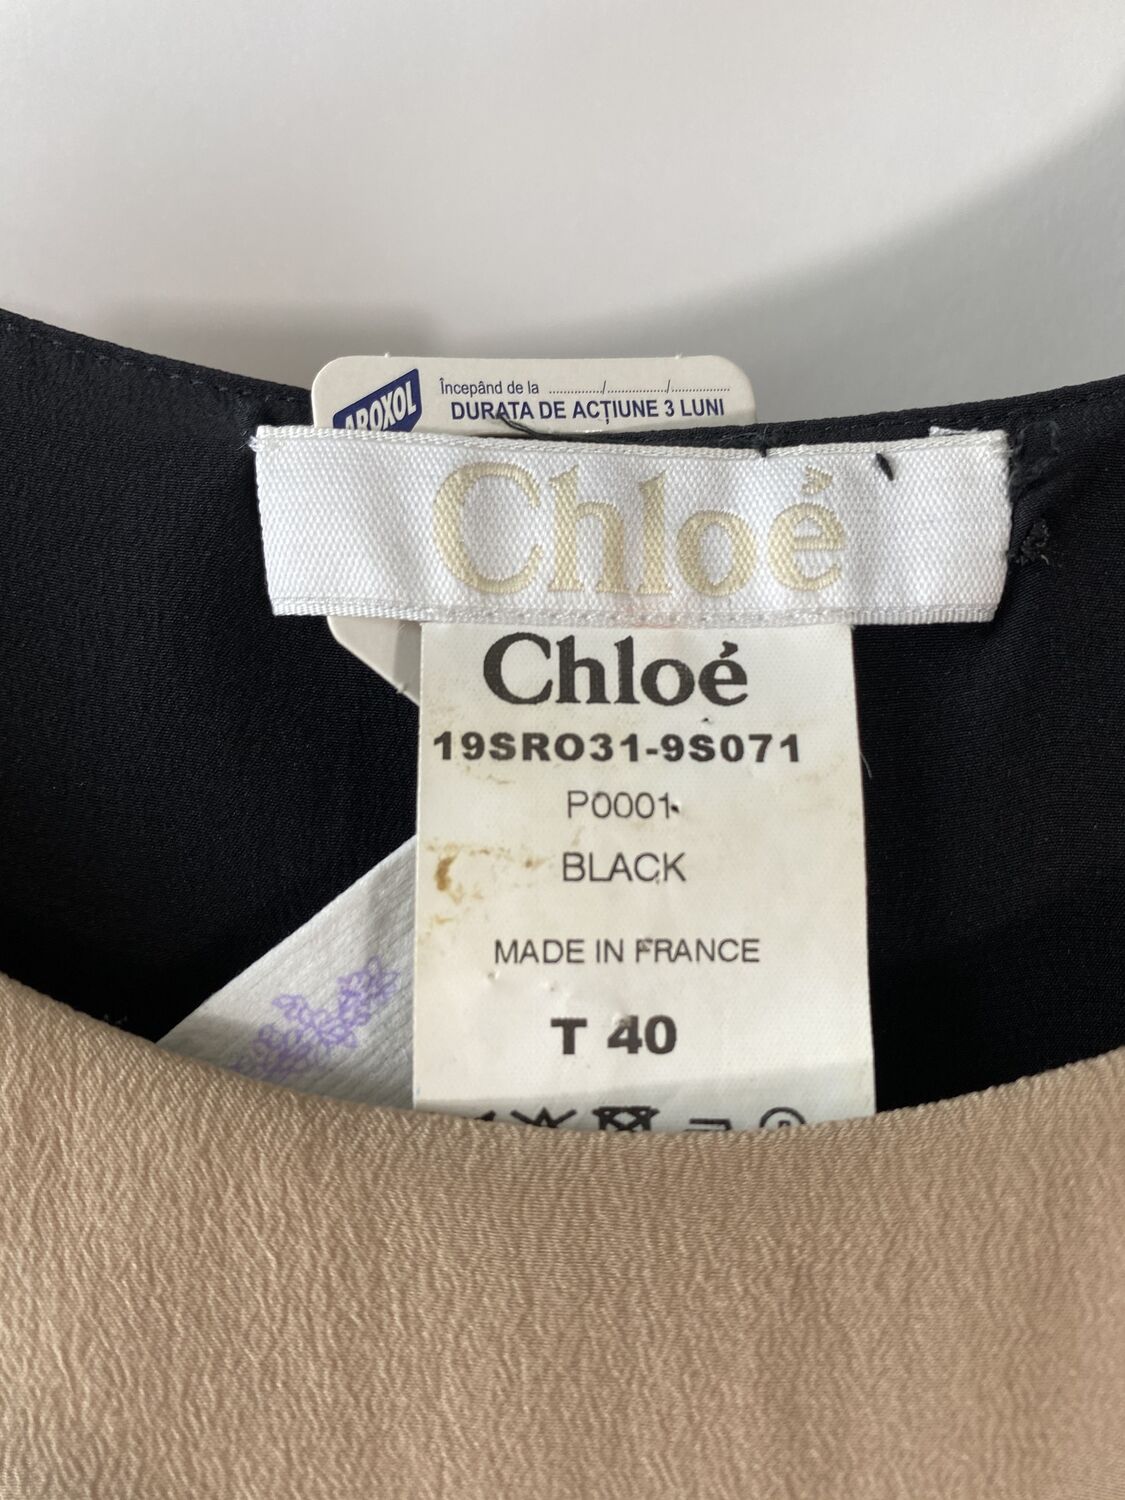 AROXOL
Începând de la ............../................/................
DURATA DE ACȚIUNE 3 LUNI
Chloé
Chloé
19SRO31-9S071
P0001
BLACK
MADE IN FRANCE
T 40